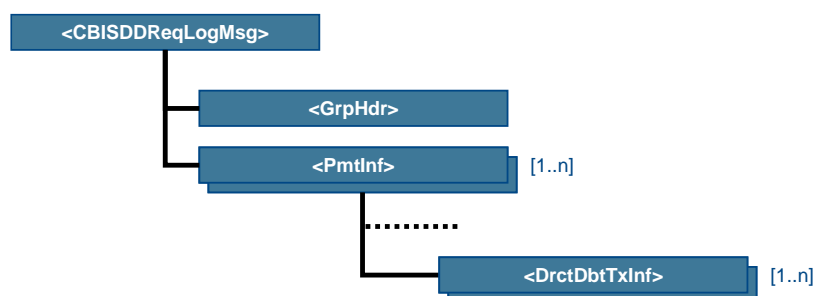 <CBISDDReqLogMsg>
<GrpHdr>
<PmtInf> [1..n]
<DrctDbtTxInf> [1..n]